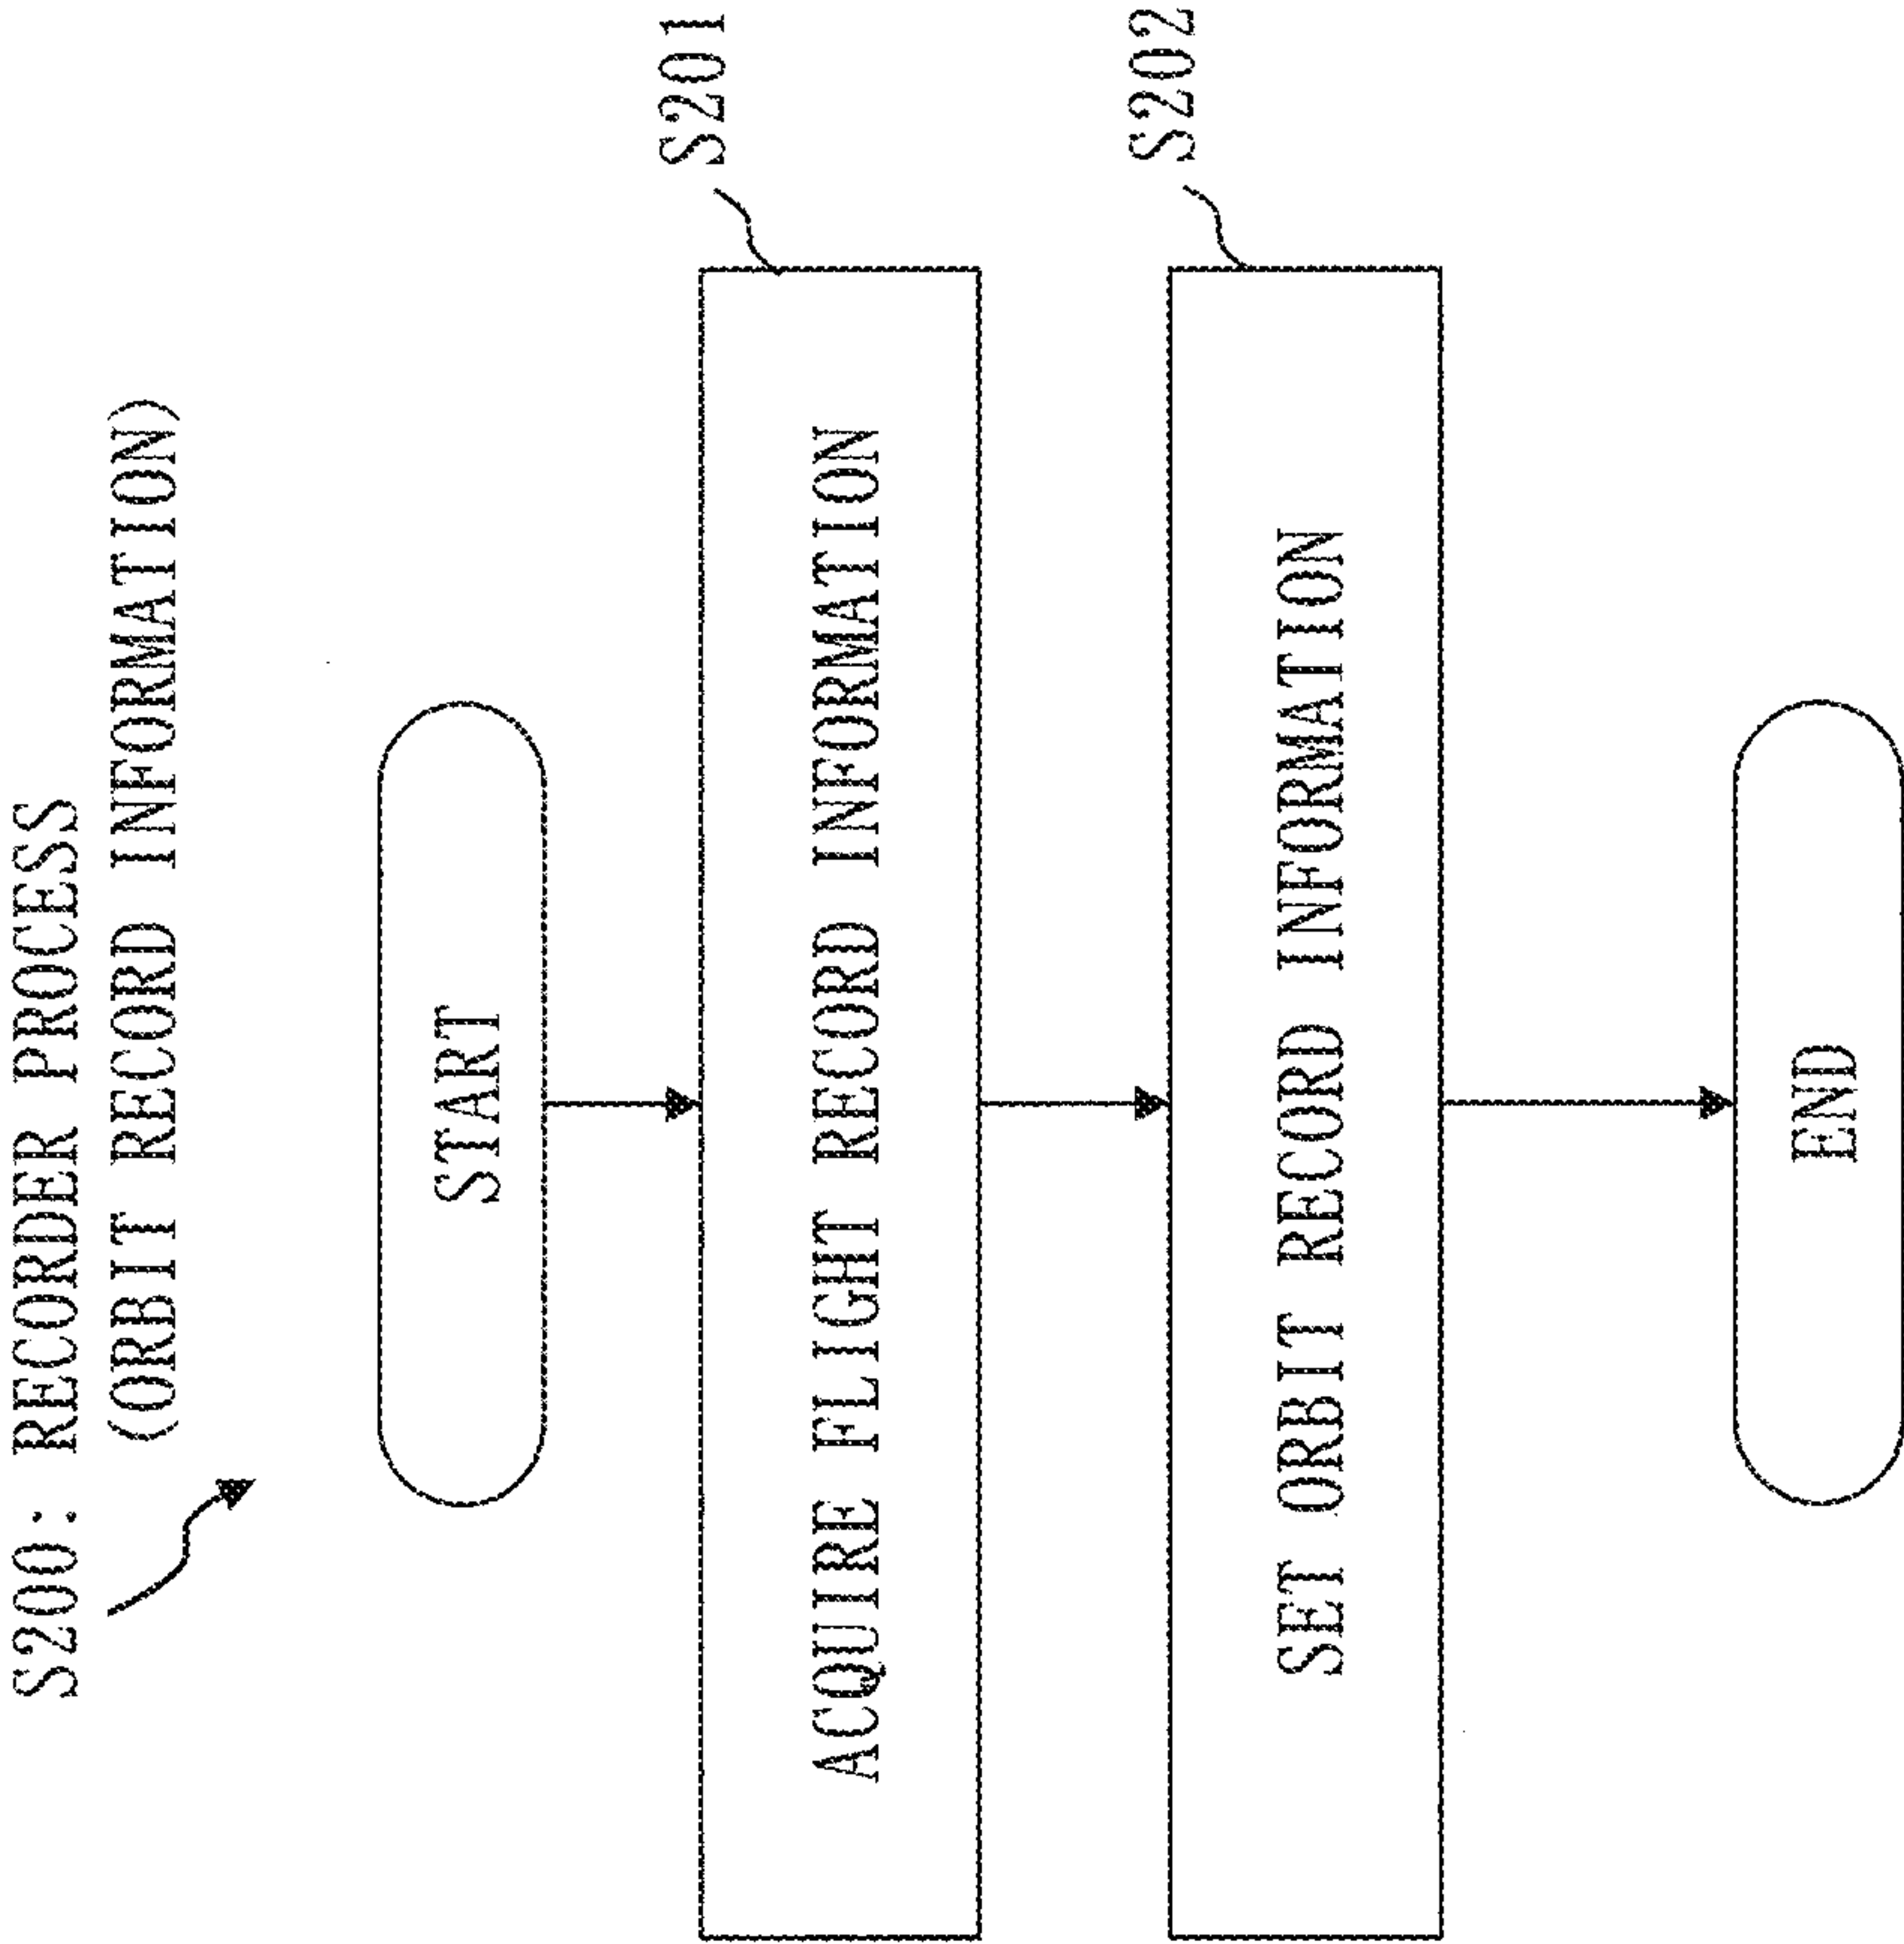 S200: RECORDER PROCESS
(ORBIT RECORD INFORMATION)
START
S201
ACQUIRE FLIGHT RECORD INFORMATION
S202
SET ORBIT RECORD INFORMATION
END